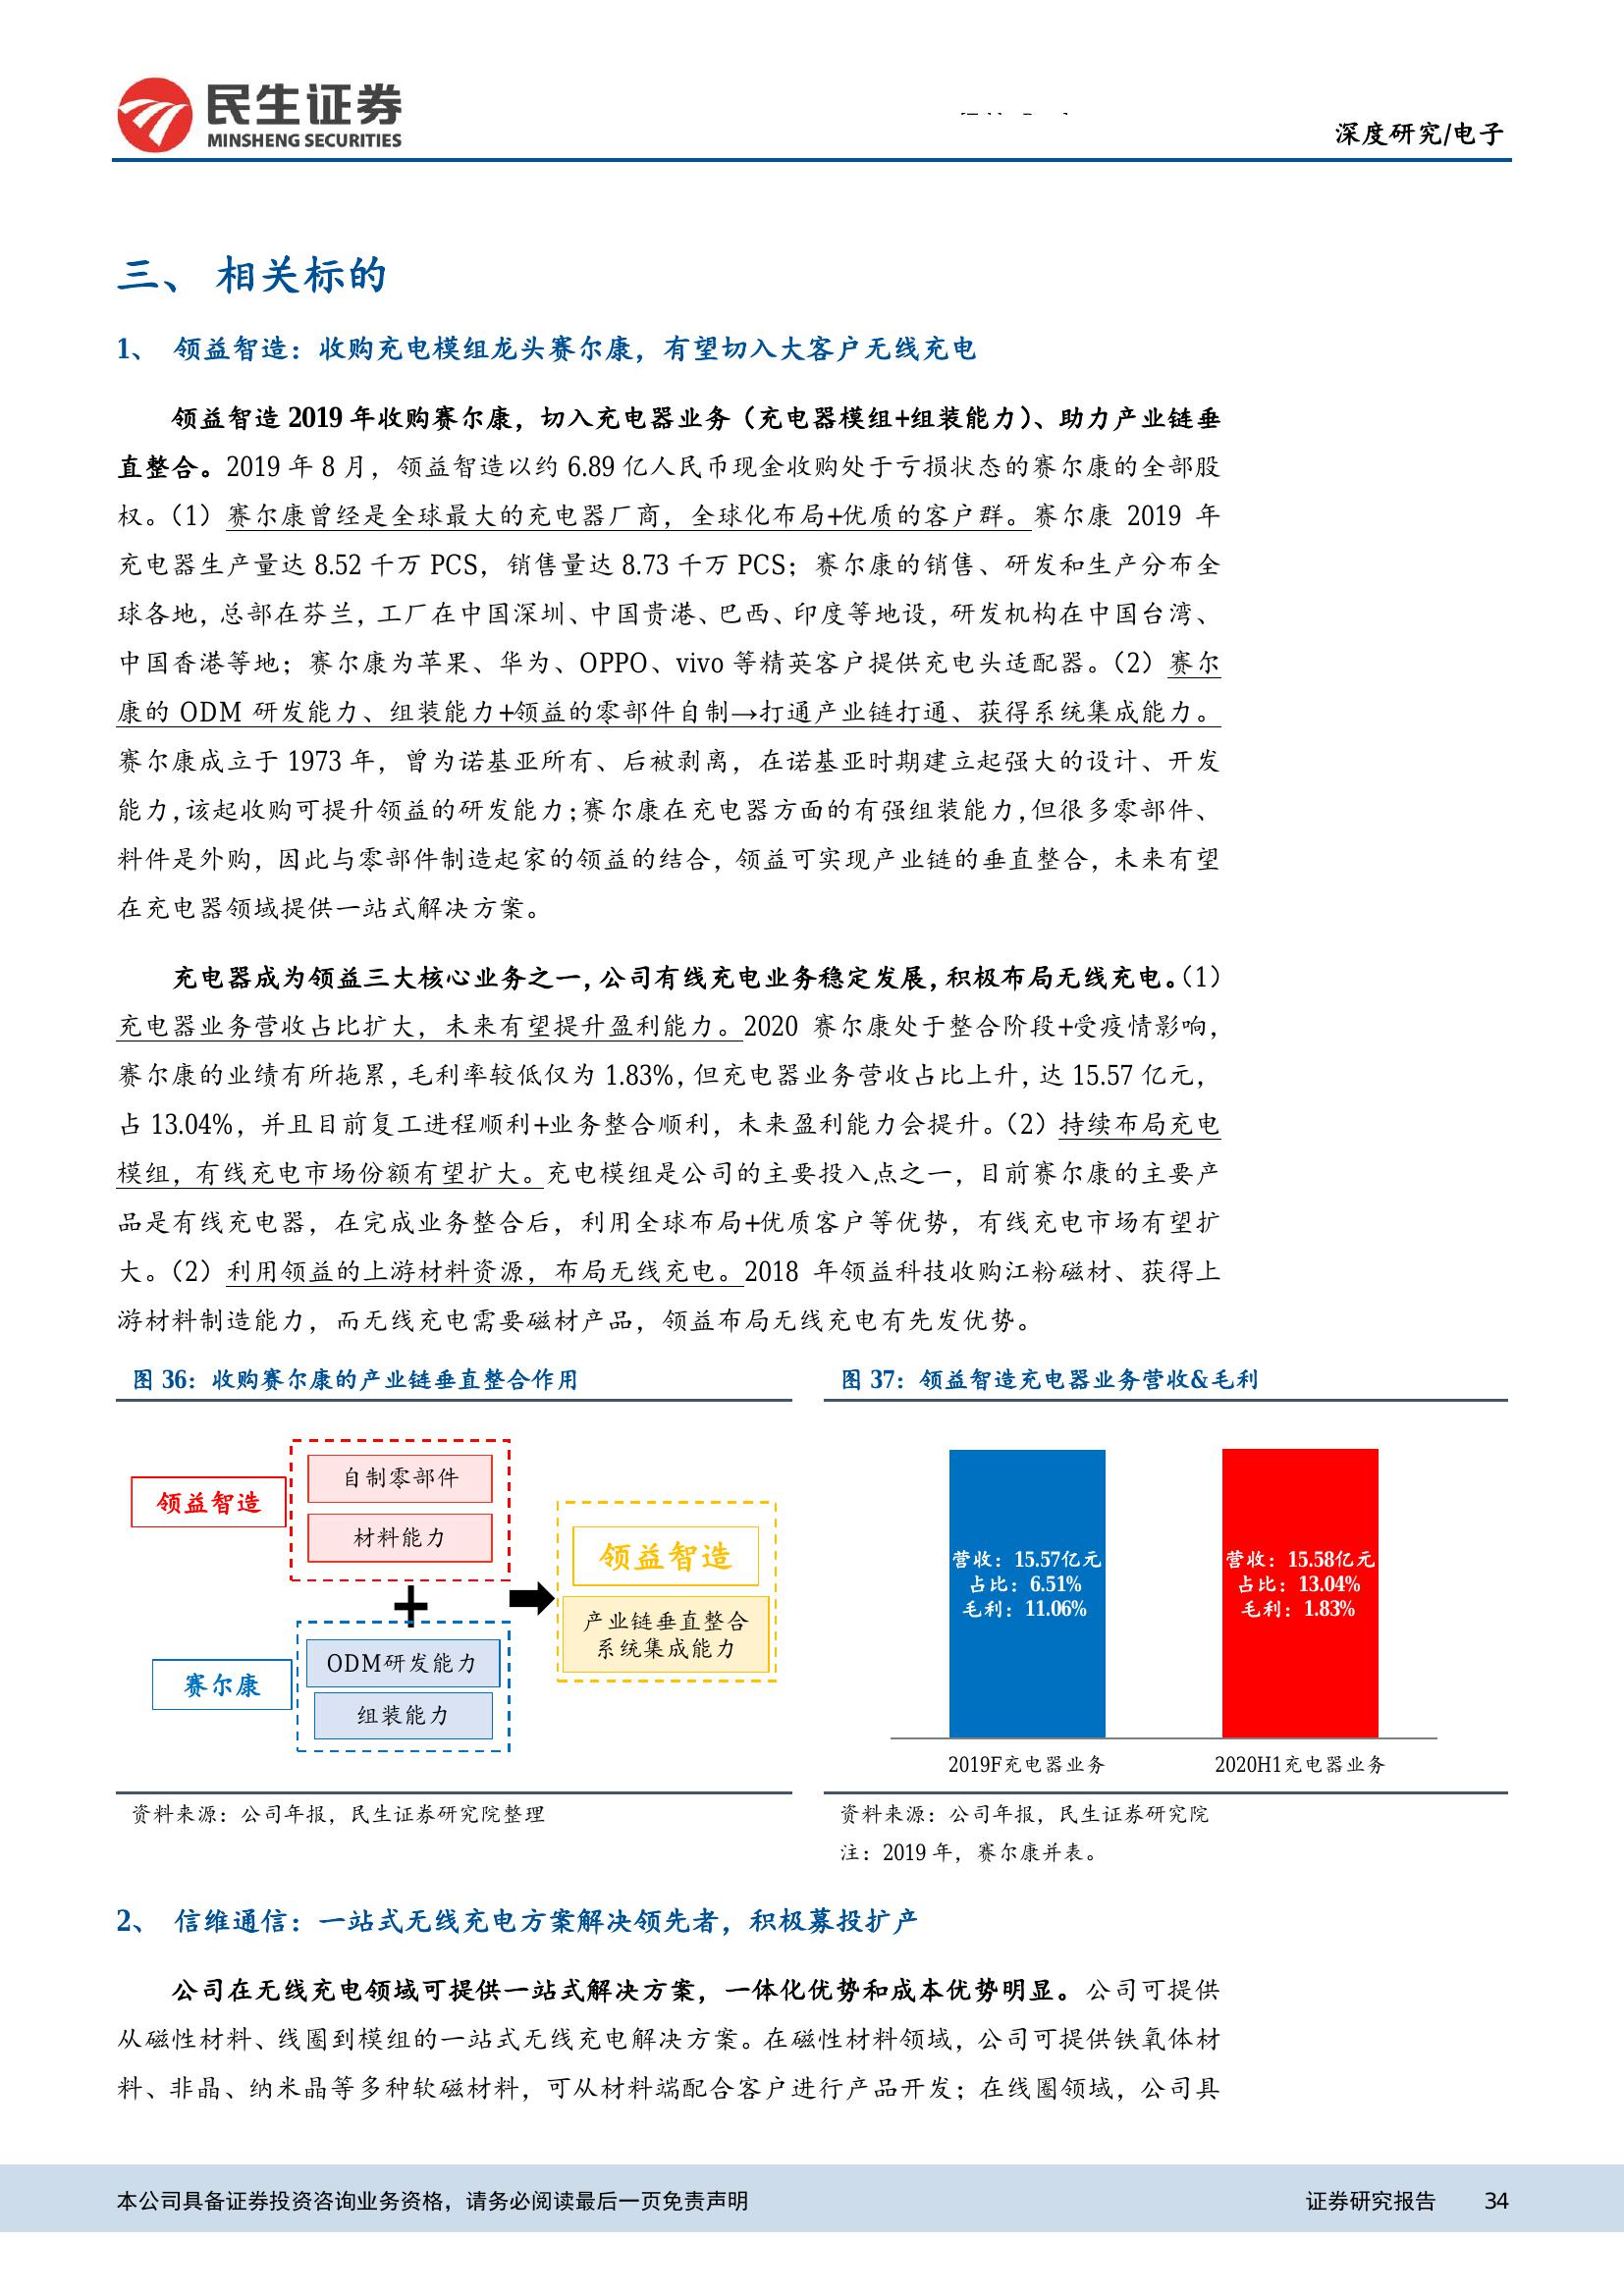 民生证券
MINSHENG SECURITIES
深度研究/电子
三、 相关标的
1、 领益智造：收购充电模组龙头赛尔康，有望切入大客户无线充电
领益智造 2019 年收购赛尔康，切入充电器业务（充电器模组+组装能力）、助力产业链垂
直整合。2019 年 8 月，领益智造以约 6.89 亿人民币现金收购处于亏损状态的赛尔康的全部股
权。（1）赛尔康曾经是全球最大的充电器厂商，全球化布局+优质的客户群。赛尔康 2019 年
充电器生产量达 8.52 千万 PCS，销售量达 8.73 千万 PCS；赛尔康的销售、研发和生产分布全
球各地，总部在芬兰，工厂在中国深圳、中国贵港、巴西、印度等地设，研发机构在中国台湾、
中国香港等地；赛尔康为苹果、华为、OPPO、vivo 等精英客户提供充电头适配器。（2）赛尔
康的 ODM 研发能力、组装能力+领益的零部件自制→打通产业链打通、获得系统集成能力。
赛尔康成立于 1973 年，曾为诺基亚所有、后被剥离，在诺基亚时期建立起强大的设计、开发
能力，该起收购可提升领益的研发能力；赛尔康在充电器方面的有强组装能力，但很多零部件、
料件是外购，因此与零部件制造起家的领益的结合，领益可实现产业链的垂直整合，未来有望
在充电器领域提供一站式解决方案。
充电器成为领益三大核心业务之一，公司有线充电业务稳定发展，积极布局无线充电。（1）
充电器业务营收占比扩大，未来有望提升盈利能力。2020 赛尔康处于整合阶段+受疫情影响，
赛尔康的业绩有所拖累，毛利率较低仅为 1.83%，但充电器业务营收占比上升，达 15.57 亿元，
占 13.04%，并且目前复工进程顺利+业务整合顺利，未来盈利能力会提升。（2）持续布局充电
模组，有线充电市场份额有望扩大。充电模组是公司的主要投入点之一，目前赛尔康的主要产
品是有线充电器，在完成业务整合后，利用全球布局+优质客户等优势，有线充电市场有望扩
大。（2）利用领益的上游材料资源，布局无线充电。2018 年领益科技收购江粉磁材、获得上
游材料制造能力，而无线充电需要磁材产品，领益布局无线充电有先发优势。
图 36：收购赛尔康的产业链垂直整合作用
领益智造
自制零部件
材料能力
+
赛尔康
ODM研发能力
组装能力
领益智造
产业链垂直整合
系统集成能力
资料来源：公司年报，民生证券研究院整理
图 37：领益智造充电器业务营收&毛利
营收：15.57亿元
占比：6.51%
毛利：11.06%
营收：15.58亿元
占比：13.04%
毛利：1.83%
2019F充电器业务
2020H1充电器业务
资料来源：公司年报，民生证券研究院
注：2019 年，赛尔康并表。
2、 信维通信：一站式无线充电方案解决领先者，积极募投扩产
公司在无线充电领域可提供一站式解决方案，一体化优势和成本优势明显。公司可提供
从磁性材料、线圈到模组的一站式无线充电解决方案。在磁性材料领域，公司可提供铁氧体材
料、非晶、纳米晶等多种软磁材料，可从材料端配合客户进行产品开发；在线圈领域，公司具
本公司具备证券投资咨询业务资格，请务必阅读最后一页免责声明
证券研究报告 34